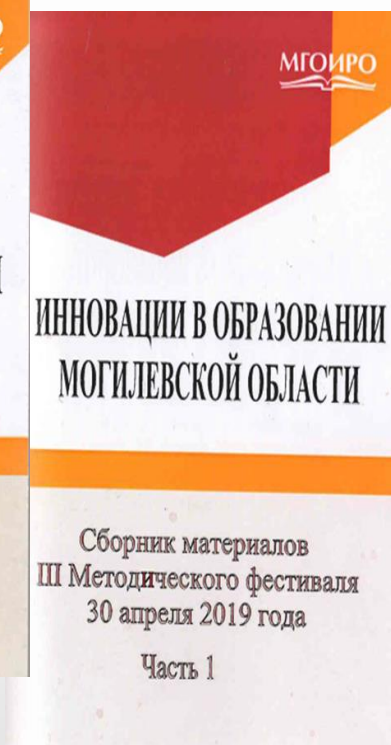 МГОИРО
ИННОВАЦИИ В ОБРАЗОВАНИИ
МОГИЛЕВСКОЙ ОБЛАСТИ
Сборник материалов
III Методического фестиваля
30 апреля 2019 года
Часть 1